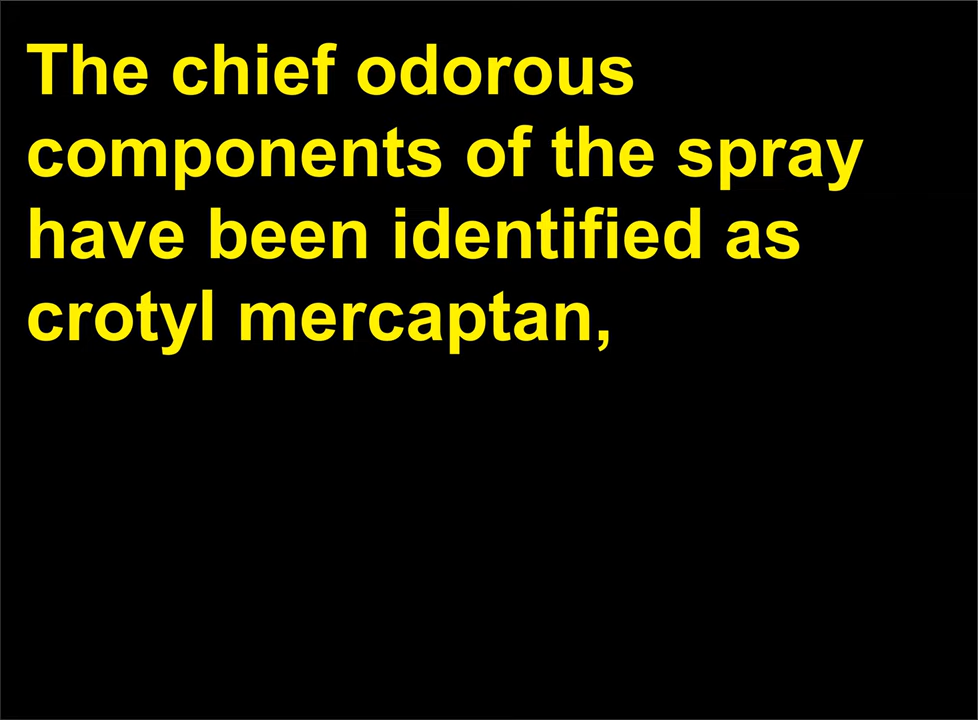 The chief odorous
components of the spray
have been identified as
crotyl mercaptan,